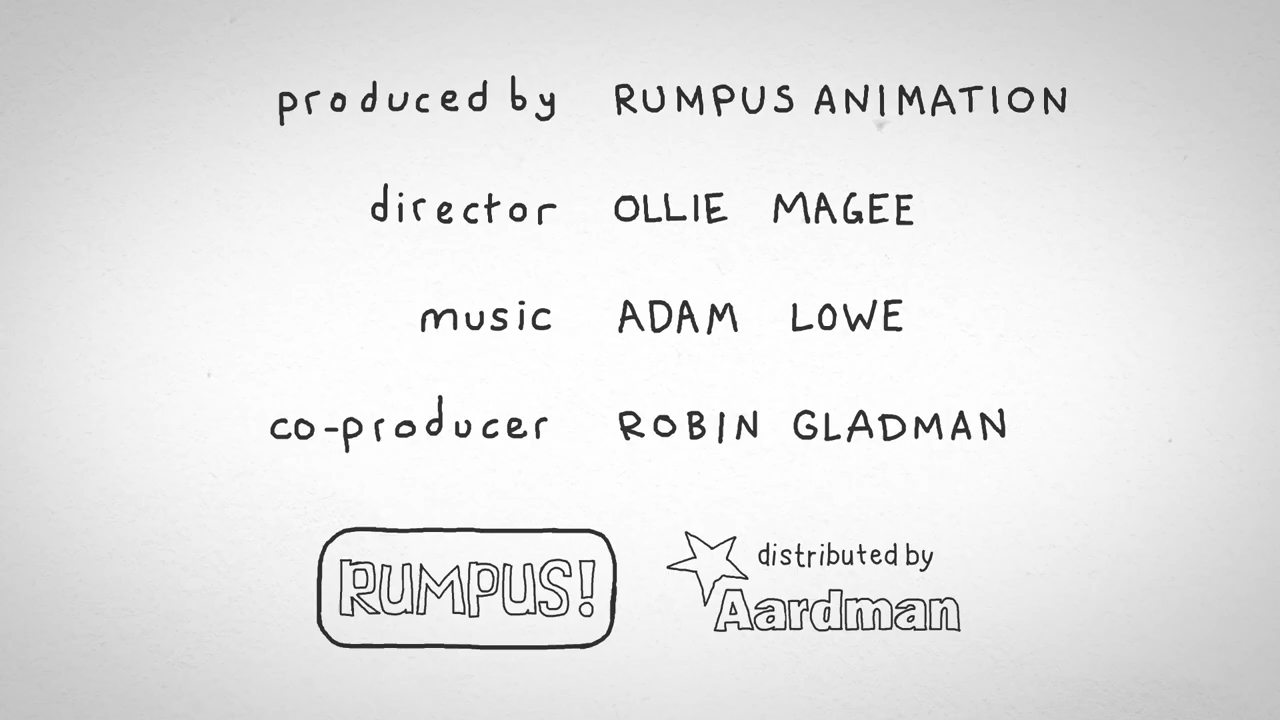 produced by RUMPUS ANIMATION
director OLLIE MAGEE
music ADAM LOWE
co-producer ROBIN GLADMAN
RUMPUS!
distributed by
Aardman